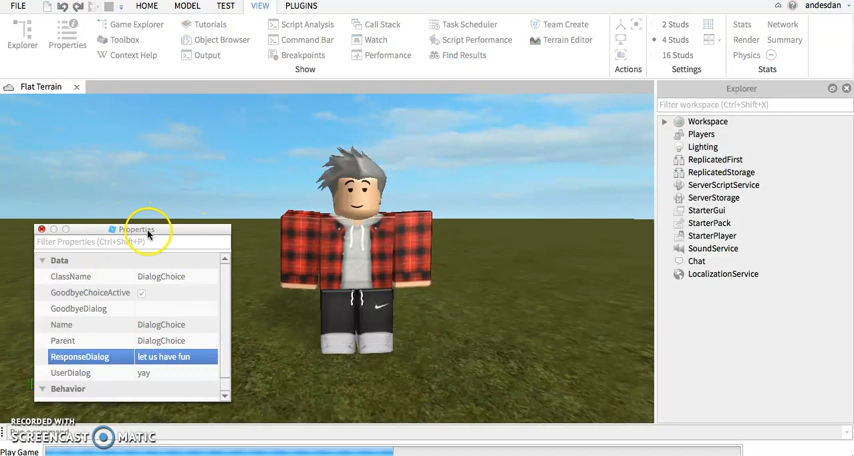 FILE HOME MODEL TEST VIEW PLUGINS andesdan
Explorer Properties Game Explorer Tutorials Script Analysis Call Stack Task Scheduler Team Create 2 Studs Stats Network
Toolbox Object Browser Command Bar Watch Script Performance Terrain Editor 4 Studs Render Summary
Context Help Output Breakpoints Performance Find Results 16 Studs Physics
Show Actions Settings Stats
Flat Terrain
Explorer
Filter workspace (Ctrl+Shift+X)
Workspace
Players
Lighting
ReplicatedFirst
ReplicatedStorage
ServerScriptService
ServerStorage
StarterGui
StarterPack
StarterPlayer
SoundService
Chat
LocalizationService
Properties
Filter Properties (Ctrl+Shift+P)
Data
ClassName DialogChoice
GoodbyeChoiceActive
GoodbyeDialog
Name DialogChoice
Parent DialogChoice
ResponseDialog let us have fun
UserDialog yay
Behavior
RECORDED WITH
SCREENCAST MATIC
Play Game